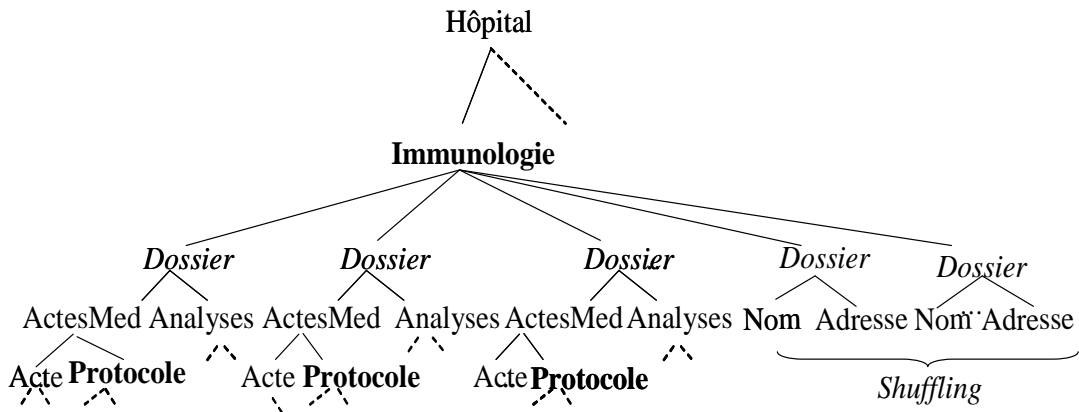 Hôpital
Immunologie
Dossier Dossier Dossier Dossier Dossier
ActesMed Analyses ActesMed Analyses ActesMed Analyses Nom Adresse Nom Adresse
Acte Protocole Acte Protocole Acte Protocole
Shuffling